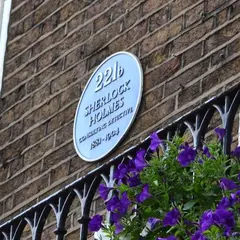 221b
SHERLOCK
HOLMES
CONSULTING DETECTIVE
1881-1904